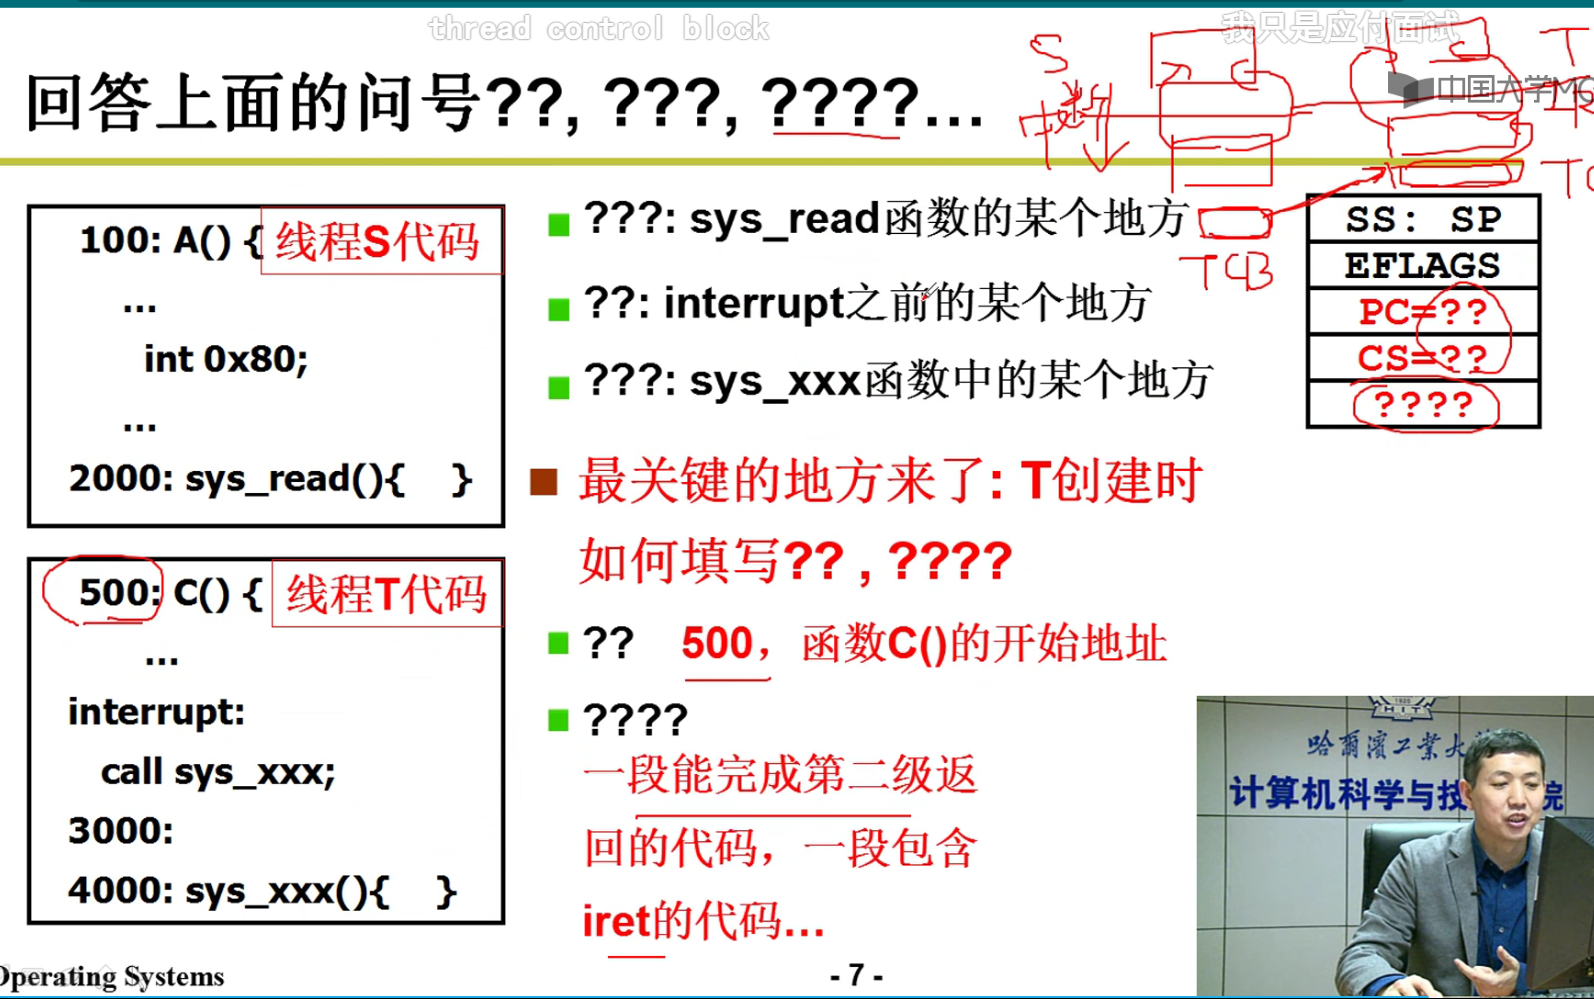 thread control block
我只是应付面试
中国大学MO
回答上面的问号??, ???, ????...
S
T
中断
TCB
100: A() {
线程S代码
...
int 0x80;
...
2000: sys_read(){ }
500: C() {
线程T代码
...
interrupt:
call sys_xxx;
3000:
4000: sys_xxx(){ }
???: sys_read函数的某个地方
??: interrupt之前的某个地方
???: sys_xxx函数中的某个地方
最关键的地方来了: T创建时
如何填写?? , ????
?? 500，函数C()的开始地址
????
一段能完成第二级返
回的代码，一段包含
iret的代码...
SS: SP
EFLAGS
PC=??
CS=??
????
HIT
哈尔滨工业大
计算机科学与技
院
Operating Systems
- 7 -